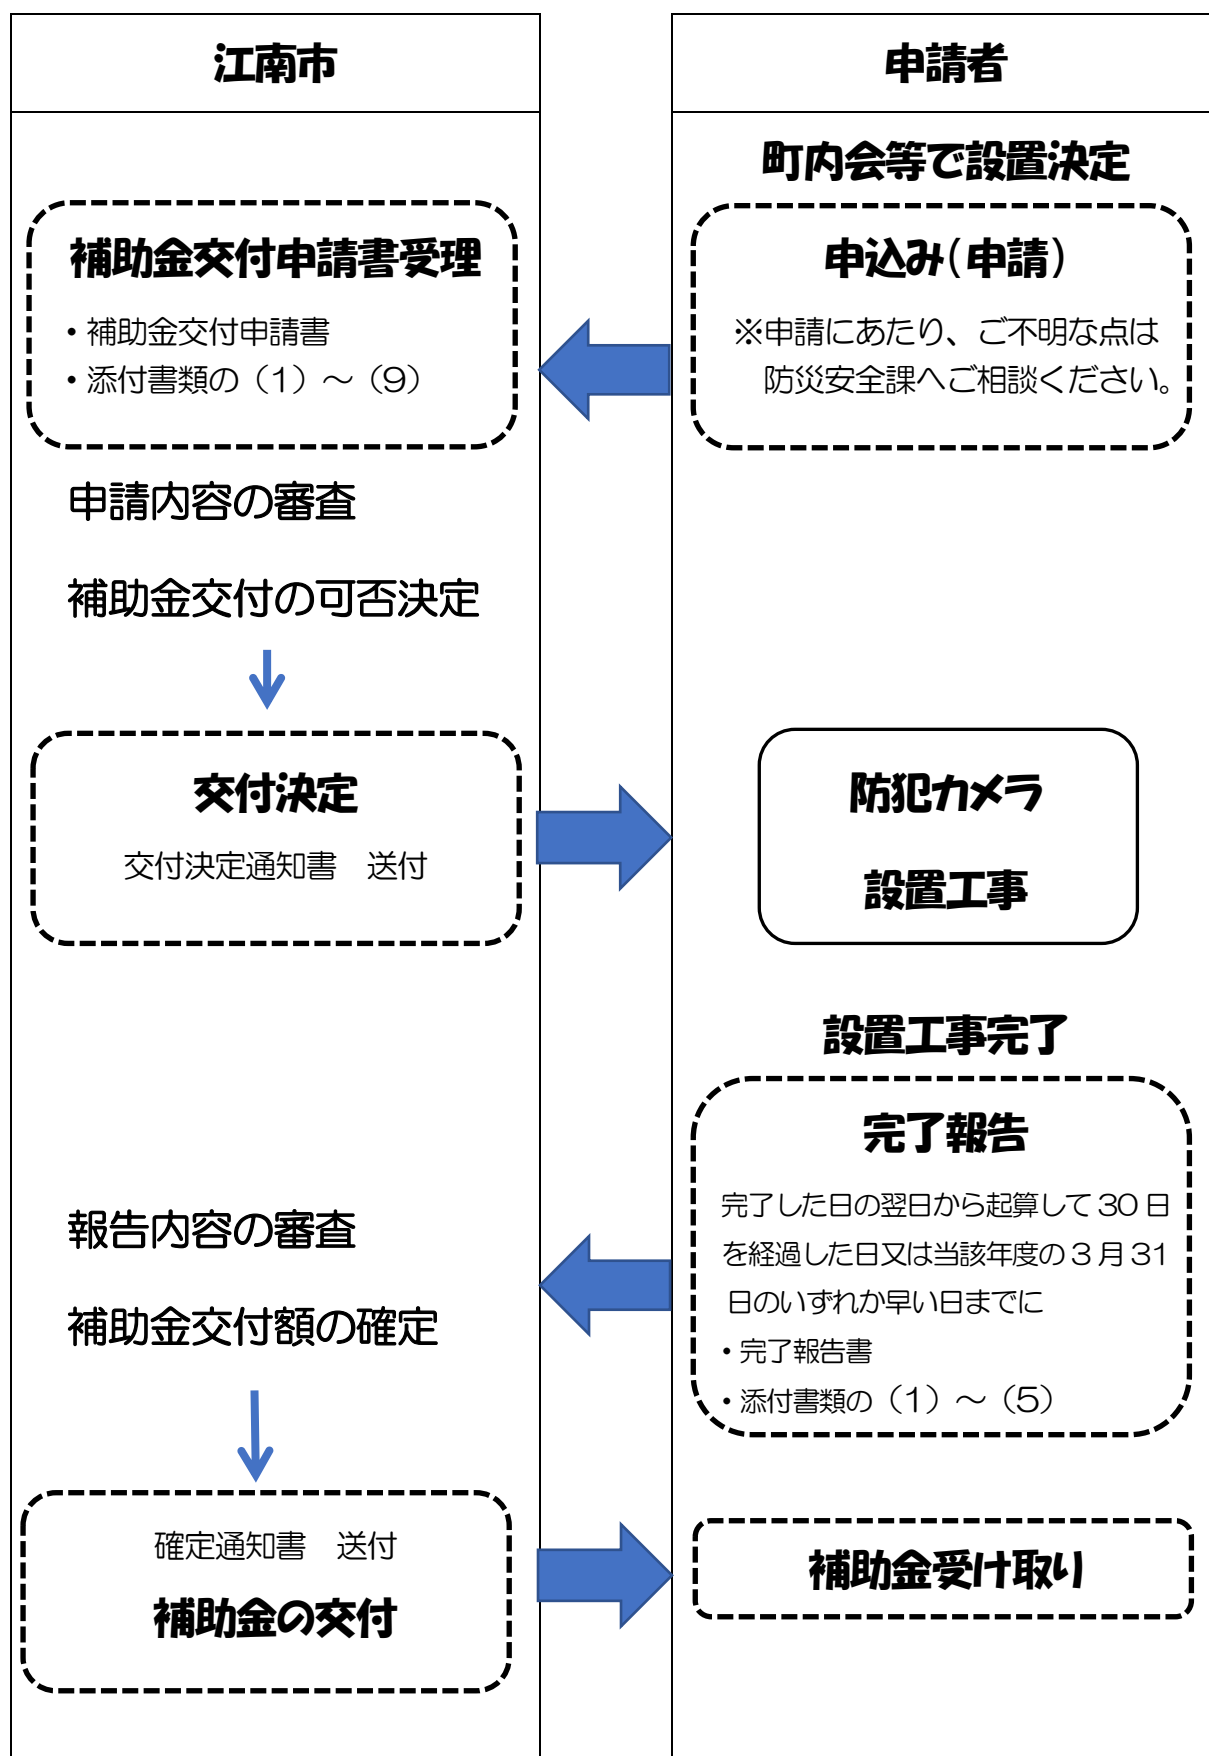 江南市
申請者
町内会等で設置決定
申込み(申請)
※申請にあたり、ご不明な点は
防災安全課へご相談ください。
補助金交付申請書受理
・補助金交付申請書
・添付書類の（1）～（9）
申請内容の審査
補助金交付の可否決定
交付決定
交付決定通知書　送付
防犯カメラ
設置工事
設置工事完了
完了報告
完了した日の翌日から起算して30日
を経過した日又は当該年度の3月31
日のいずれか早い日までに
・完了報告書
・添付書類の（1）～（5）
報告内容の審査
補助金交付額の確定
確定通知書　送付
補助金の交付
補助金受け取り